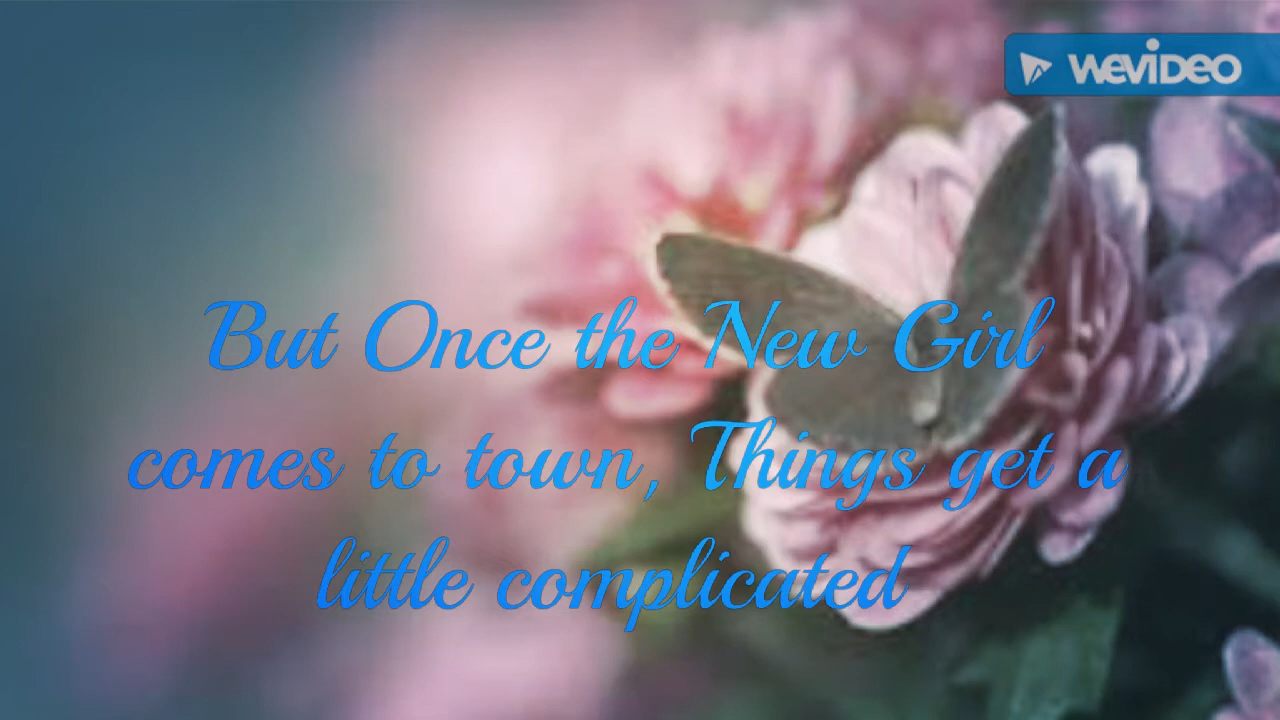 WEVIDEO
But Once the New Girl
comes to town, Things get a
little complicated